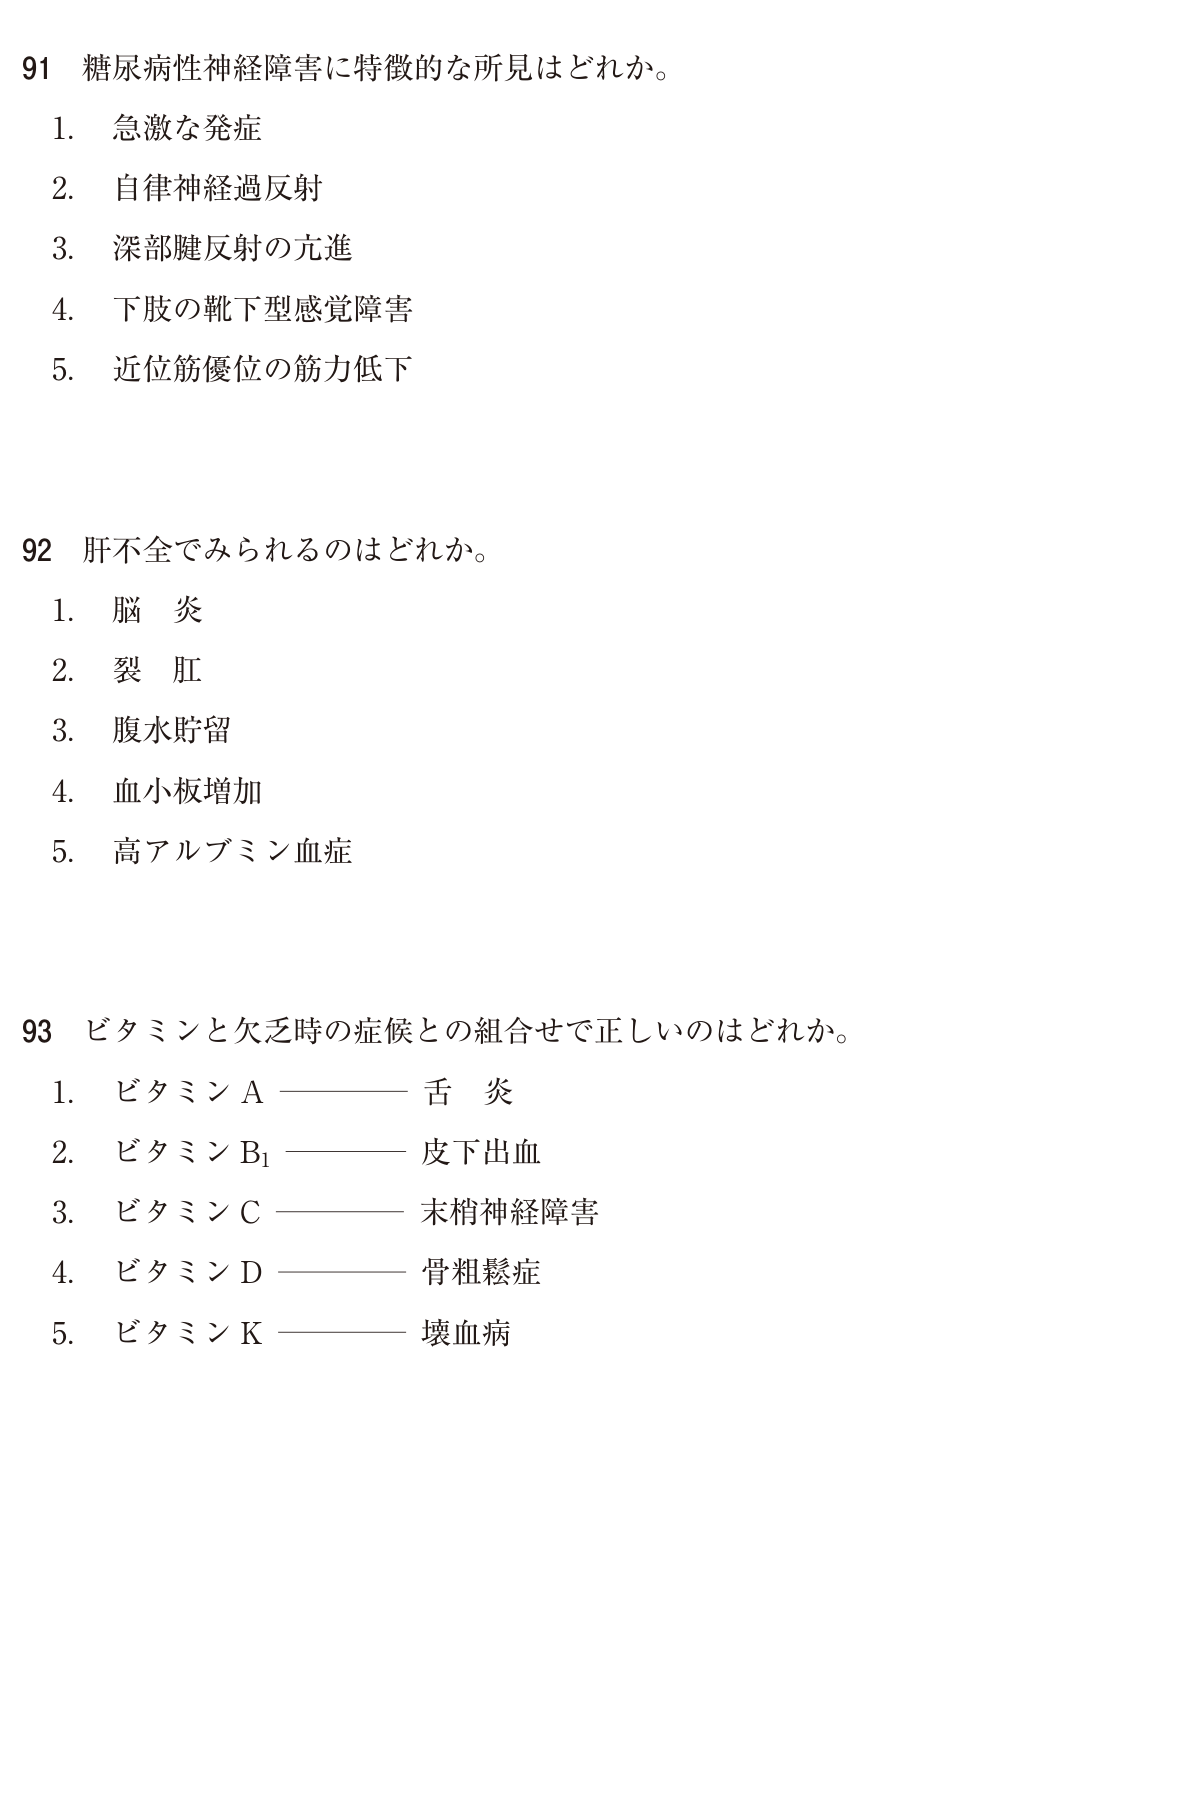 91 糖尿病性神経障害に特徴的な所見はどれか。
1. 急激な発症
2. 自律神経過反射
3. 深部腱反射の亢進
4. 下肢の靴下型感覚障害
5. 近位筋優位の筋力低下
92 肝不全でみられるのはどれか。
1. 脳 炎
2. 裂 肛
3. 腹水貯留
4. 血小板増加
5. 高アルブミン血症
93 ビタミンと欠乏時の症候との組合せで正しいのはどれか。
1. ビタミン A ―――― 舌 炎
2. ビタミン B₁ ―――― 皮下出血
3. ビタミン C ―――― 末梢神経障害
4. ビタミン D ―――― 骨粗鬆症
5. ビタミン K ―――― 壊血病